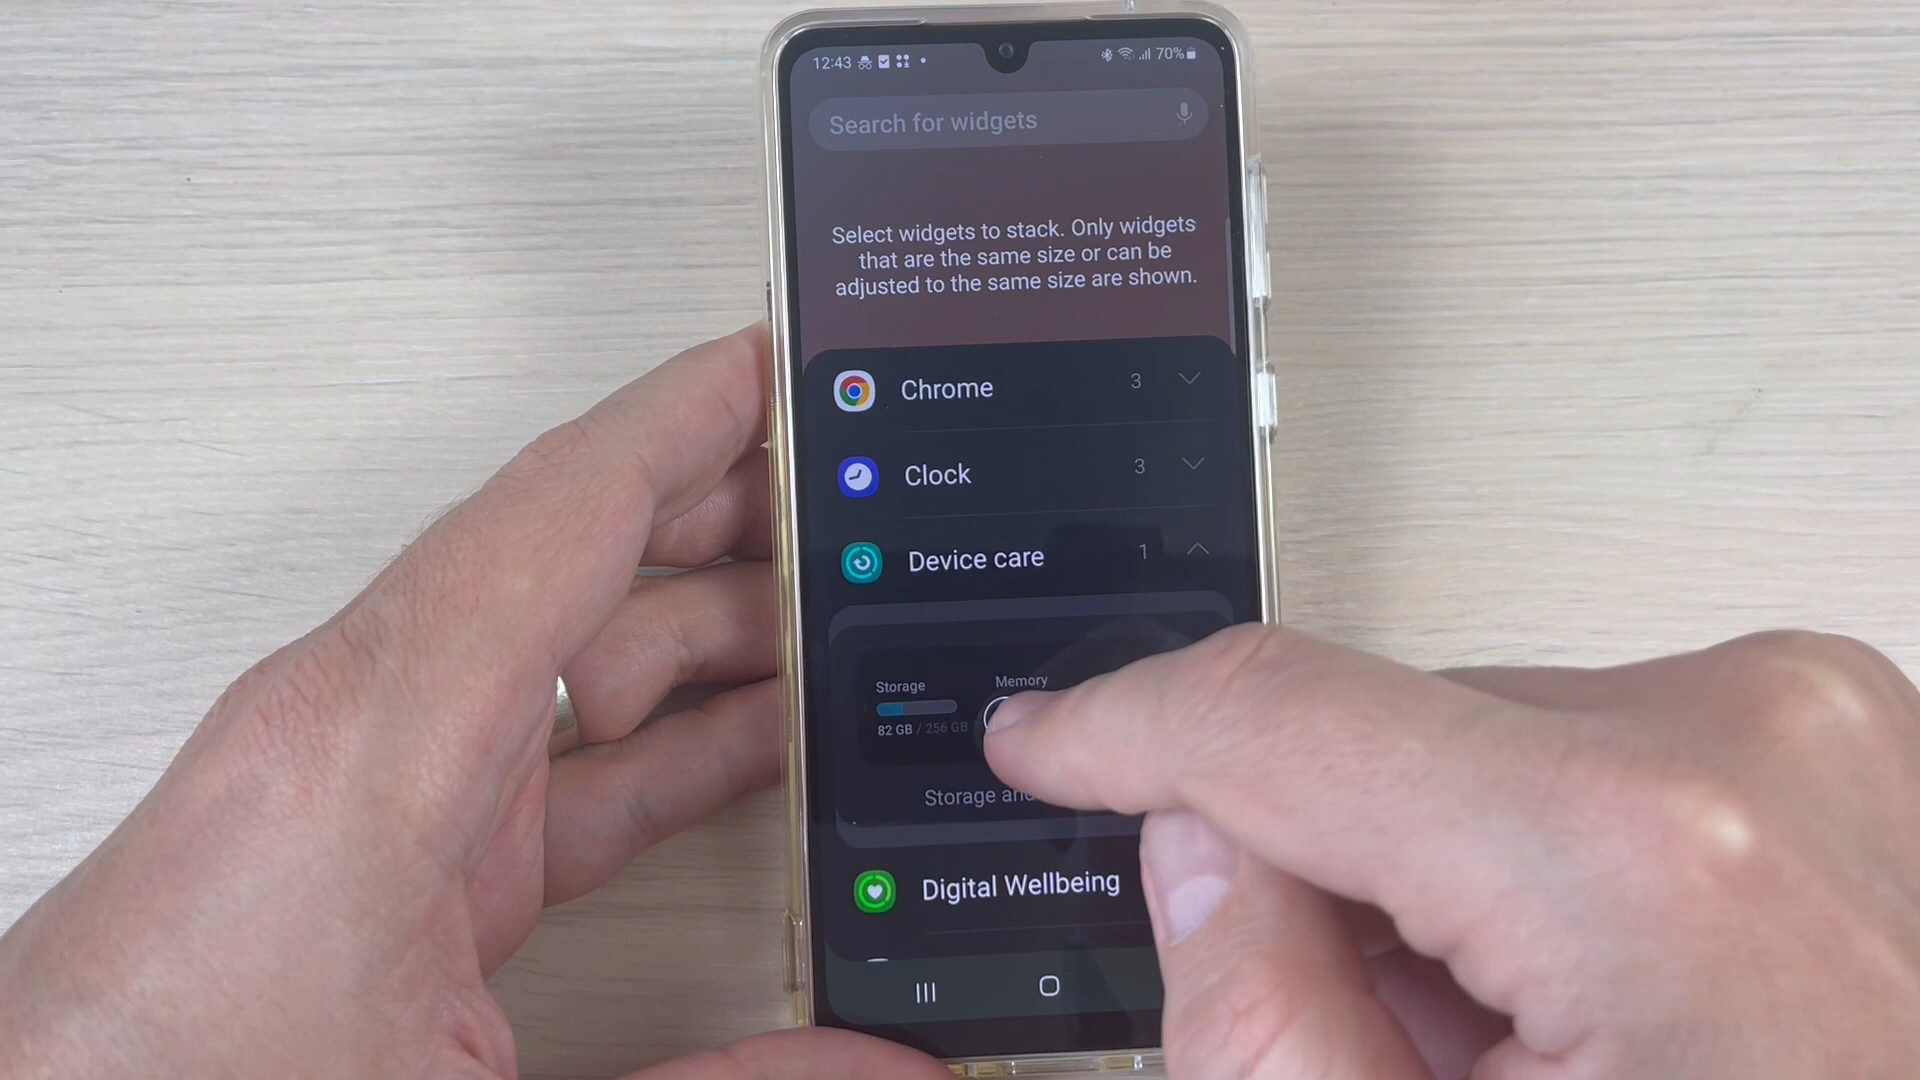 12:43 70%
Search for widgets
Select widgets to stack. Only widgets
that are the same size or can be
adjusted to the same size are shown.
Chrome 3
Clock 3
Device care 1
Storage Memory
82 GB / 256 GB
Storage and
Digital Wellbeing